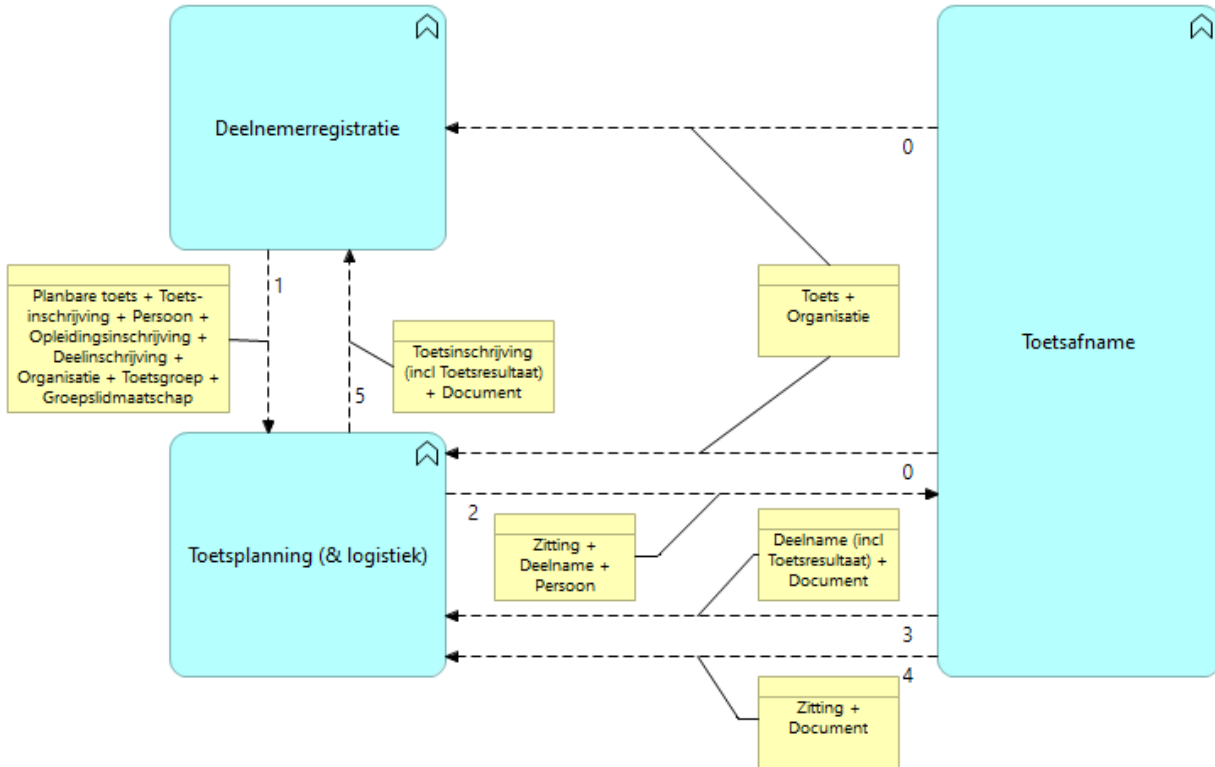 Deelnemerregistratie
0
1
Planbare toets + Toets-
inschrijving + Persoon +
Opleidingsinschrijving +
Deelinschrijving +
Organisatie + Toetsgroep +
Groepslidmaatschap
Toetsinschrijving
(incl Toetsresultaat)
+ Document
5
Toets +
Organisatie
Toetsafname
0
2
Toetsplanning (& logistiek)
Zitting +
Deelname +
Persoon
Deelname (incl
Toetsresultaat) +
Document
3
4
Zitting +
Document